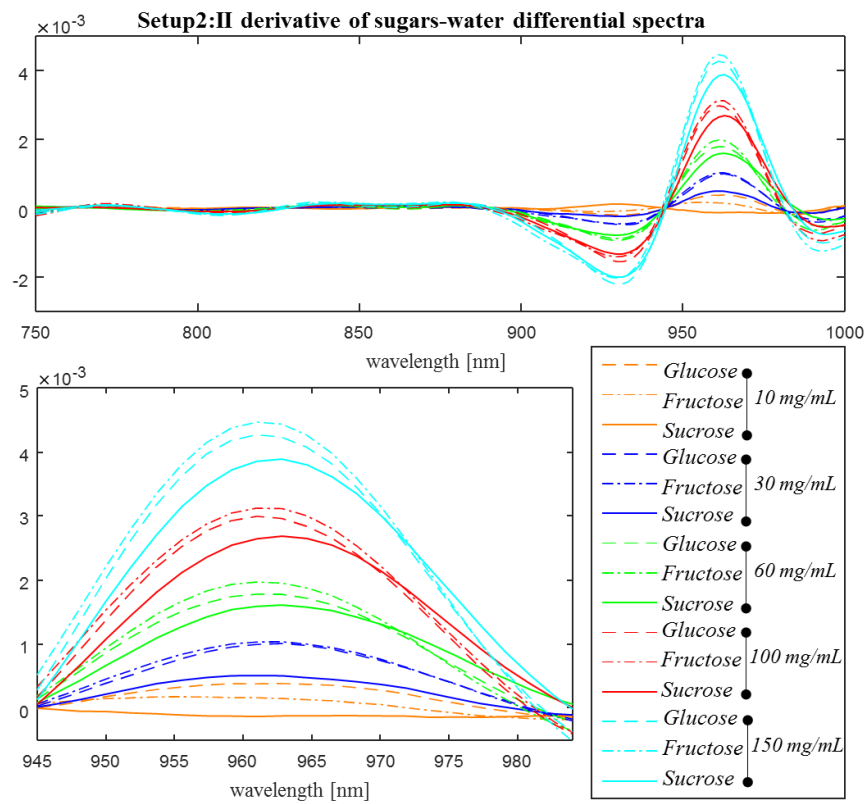 Setup2:II derivative of sugars-water differential spectra
×10⁻³
4
2
0
-2
750 800 850 900 950 1000
wavelength [nm]
×10⁻³
5
4
3
2
1
0
945 950 955 960 965 970 975 980
wavelength [nm]
Glucose
Fructose 10 mg/mL
Sucrose
Glucose
Fructose 30 mg/mL
Sucrose
Glucose
Fructose 60 mg/mL
Sucrose
Glucose
Fructose 100 mg/mL
Sucrose
Glucose
Fructose 150 mg/mL
Sucrose